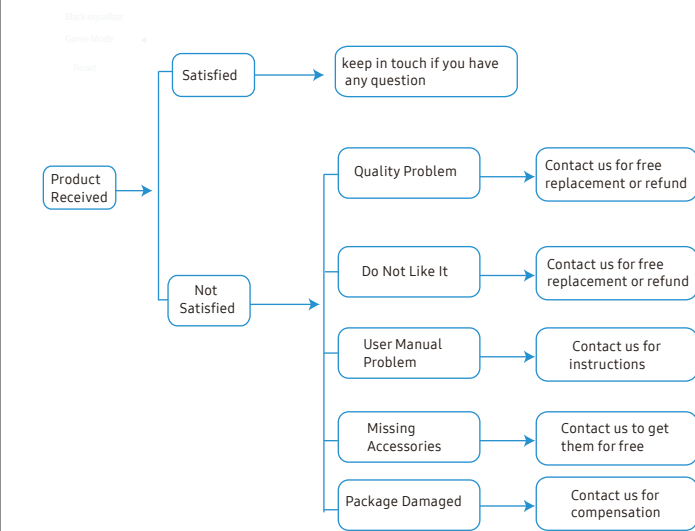 Game Mode
Product
Received
Satisfied
keep in touch if you have
any question
Not
Satisfied
Quality Problem
Contact us for free
replacement or refund
Do Not Like It
Contact us for free
replacement or refund
User Manual
Problem
Contact us for
instructions
Missing
Accessories
Contact us to get
them for free
Package Damaged
Contact us for
compensation